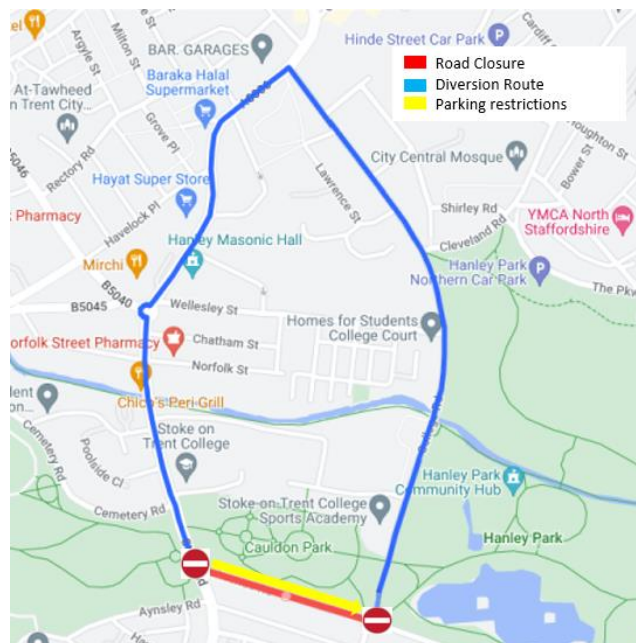 Hinde Street Car Park
Cardiff St
BAR. GARAGES
Argyle St
Milton St
Road Closure
Diversion Route
Parking restrictions
At-Tawheed
Baraka Halal
Supermarket
Trent City...
Grove Pl
Houghton St
Bower St
B5046
Rectory Rd
City Central Mosque
Lawrence St
Hayat Super Store
Havelock Pl
Shirley Rd
YMCA North
Staffordshire
Pharmacy
Cleveland Rd
Hanley Masonic Hall
Mirchi
Hanley Park
Northern Car Park
The Pkwy
B5040
B5045
Wellesley St
Homes for Students
College Court
Norfolk Street Pharmacy
Chatham St
Norfolk St
Chico's Peri Grill
Cemetery Rd
Stoke on
Trent College
Poolside Cl
Hanley Park
Community Hub
Cemetery Rd
Stoke-on-Trent College
Sports Academy
Hanley Park
Cauldon Park
Aynsley Rd